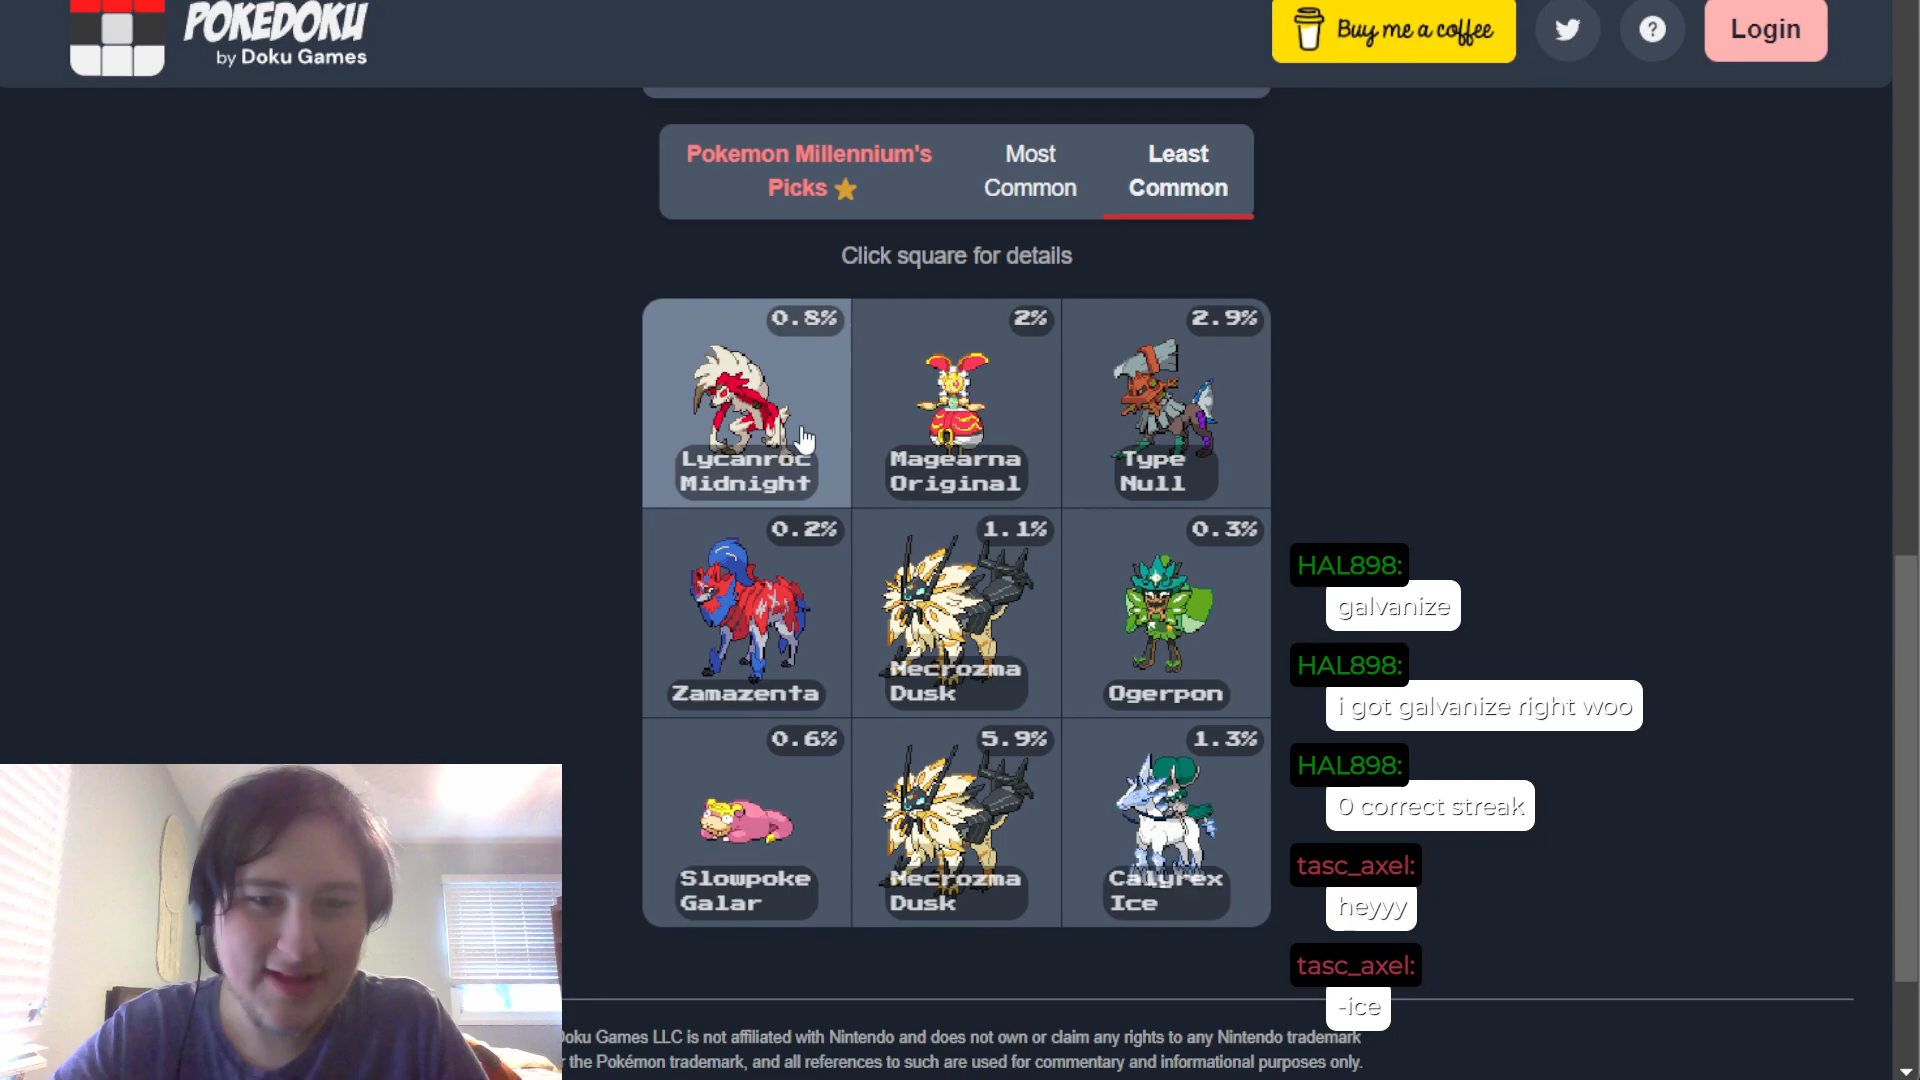 POKEDOKU
by Doku Games
Buy me a coffee
?
Login
Pokemon Millennium's
Picks
Most
Common
Least
Common
Click square for details
0.8%
Lycanroc
Midnight
2%
Magearna
Original
2.9%
Type
Null
0.2%
Zamazenta
1.1%
Necrozma
Dusk
0.3%
Ogerpon
0.6%
Slowpoke
Galar
5.9%
Necrozma
Dusk
1.3%
Calyrex
Ice
HAL898:
galvanize
HAL898:
i got galvanize right woo
HAL898:
0 correct streak
tasc_axel:
heyyy
tasc_axel:
-ice
Doku Games LLC is not affiliated with Nintendo and does not own or claim any rights to any Nintendo trademark
r the Pokémon trademark, and all references to such are used for commentary and informational purposes only.